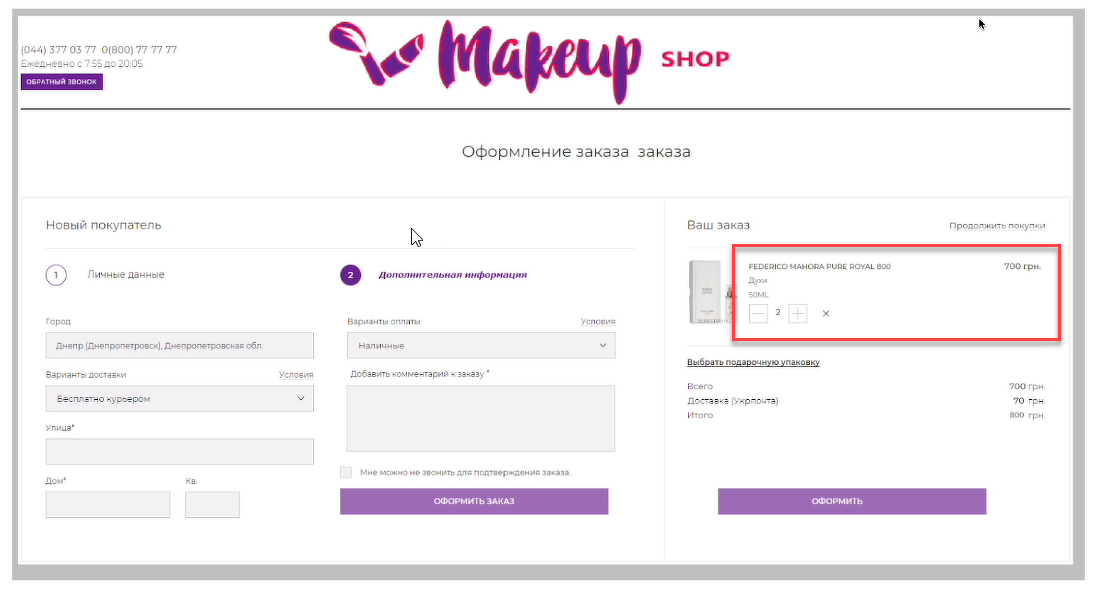 (044) 377 03 77 0(800) 77 77 77
Ежедневно с 7:55 до 20:05
ОБРАТНЫЙ ЗВОНОК
Makeup SHOP
Оформление заказа заказа
Новый покупатель
1 Личные данные
2 Дополнительная информация
Город
Днепр (Днепропетровск), Днепропетровская обл.
Варианты доставки Условия
Бесплатно курьером
Улица*
Дом* Кв.
Варианты оплаты Условия
Наличные
Добавить комментарий к заказу *
Мне можно не звонить для подтверждения заказа.
ОФОРМИТЬ ЗАКАЗ
Ваш заказ Продолжить покупки
FEDERICO MAHORA PURE ROYAL 800 700 грн.
Духи
50ML
2
Выбрать подарочную упаковку
Всего 700 грн.
Доставка (Укрпочта) 70 грн.
Итого 800 грн.
ОФОРМИТЬ